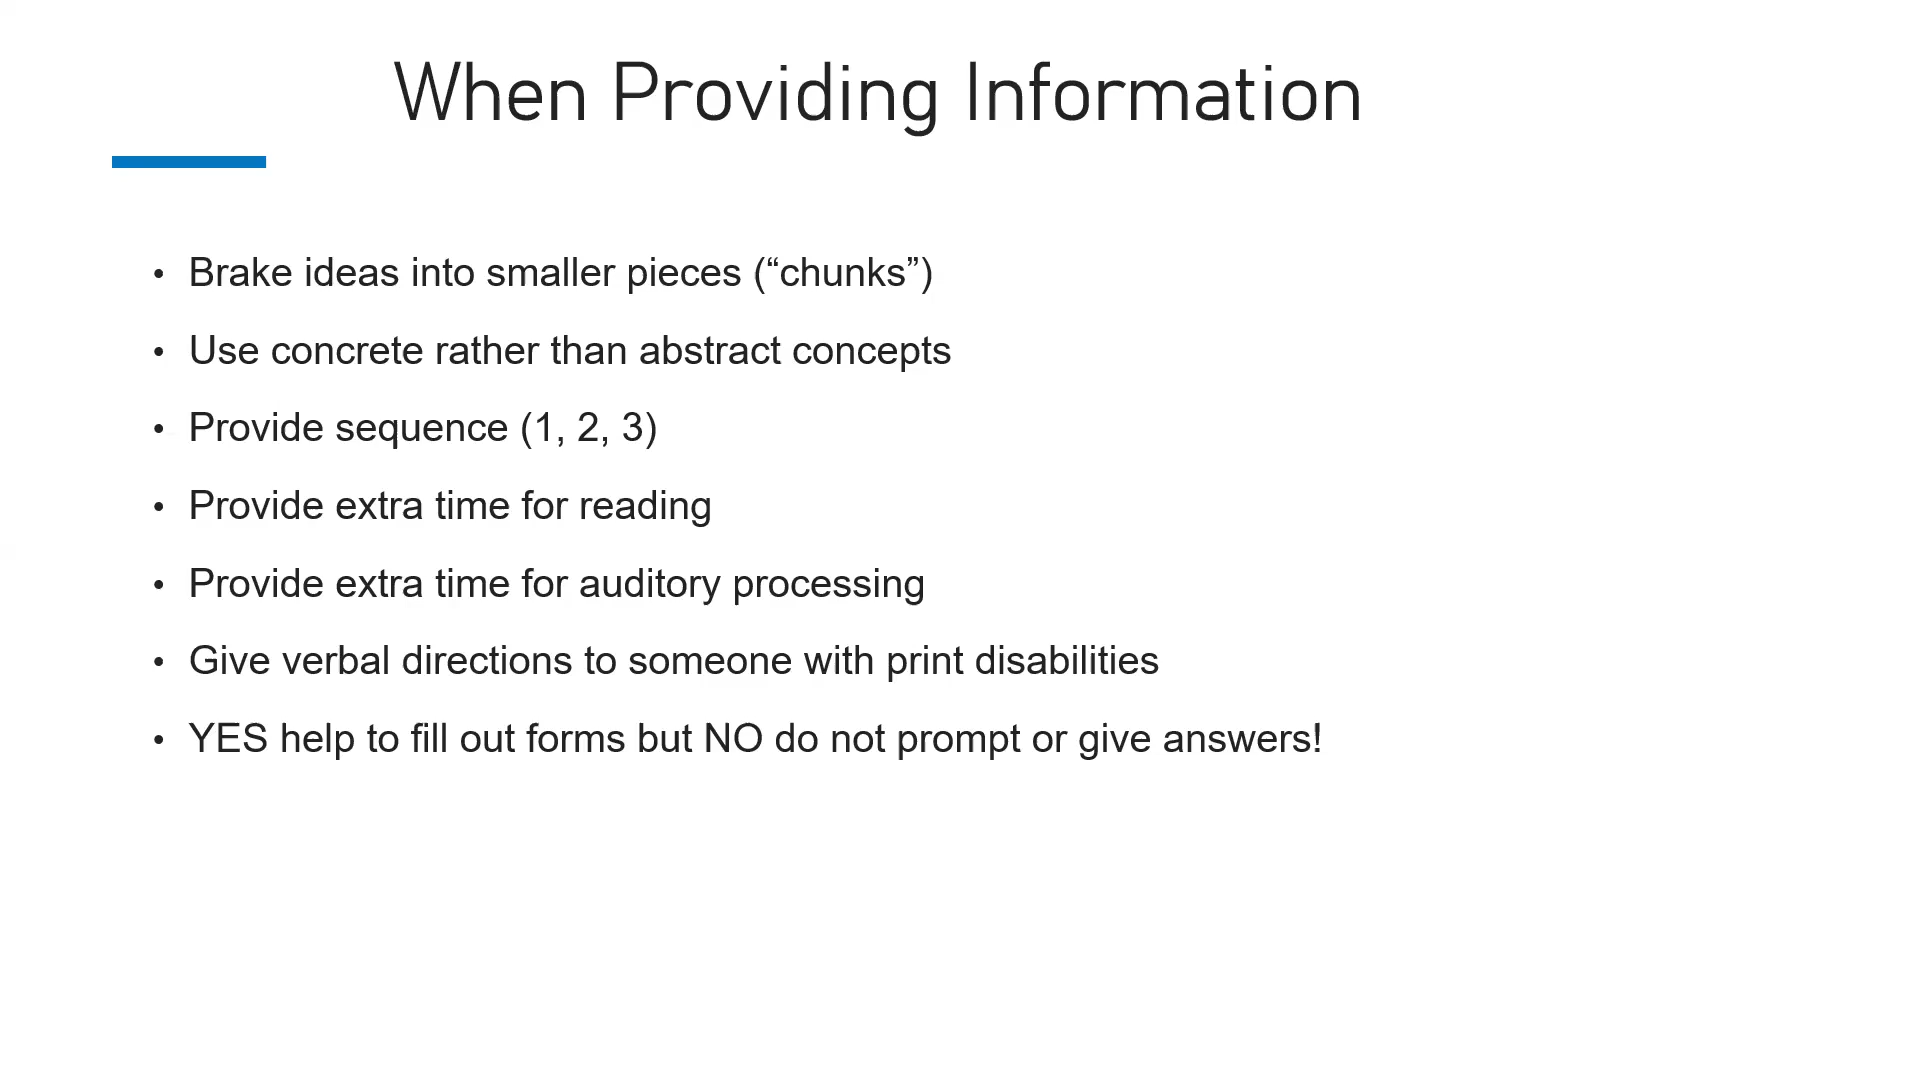 When Providing Information
• Brake ideas into smaller pieces (“chunks”)
• Use concrete rather than abstract concepts
• Provide sequence (1, 2, 3)
• Provide extra time for reading
• Provide extra time for auditory processing
• Give verbal directions to someone with print disabilities
• YES help to fill out forms but NO do not prompt or give answers!